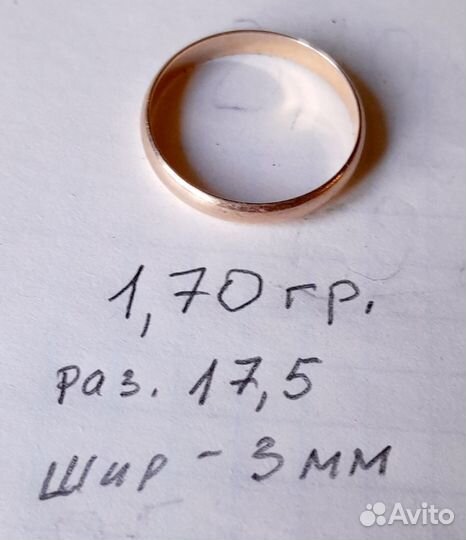 1,70 гр.
раз. 17,5
шир - 3 мм
Avito